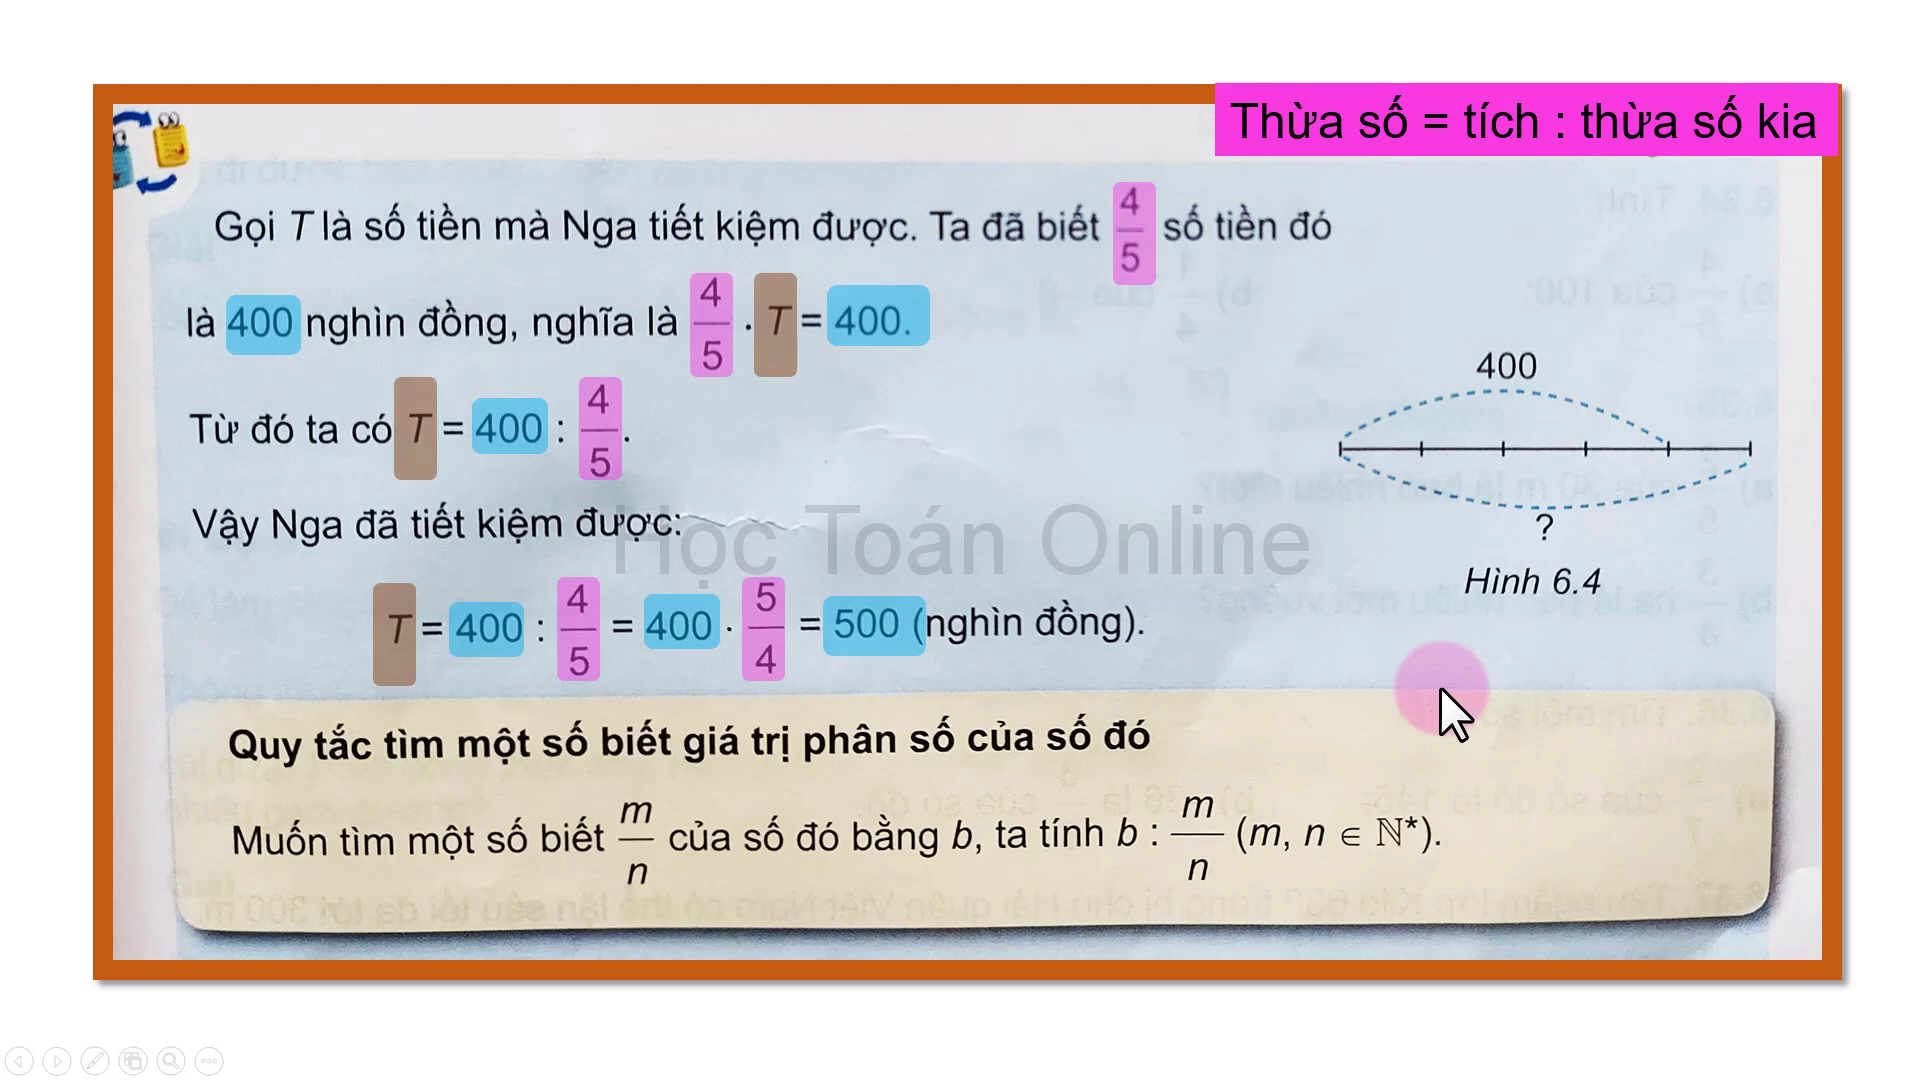 Thừa số = tích : thừa số kia
Gọi T là số tiền mà Nga tiết kiệm được. Ta đã biết 4/5 số tiền đó
là 400 nghìn đồng, nghĩa là 4/5 . T = 400.
Từ đó ta có T = 400 : 4/5.
Vậy Nga đã tiết kiệm được:
T = 400 : 4/5 = 400 . 5/4 = 500 (nghìn đồng).
400
?
Hình 6.4
Học Toán Online
Quy tắc tìm một số biết giá trị phân số của số đó
Muốn tìm một số biết m/n của số đó bằng b, ta tính b : m/n (m, n ∈ ℕ*).